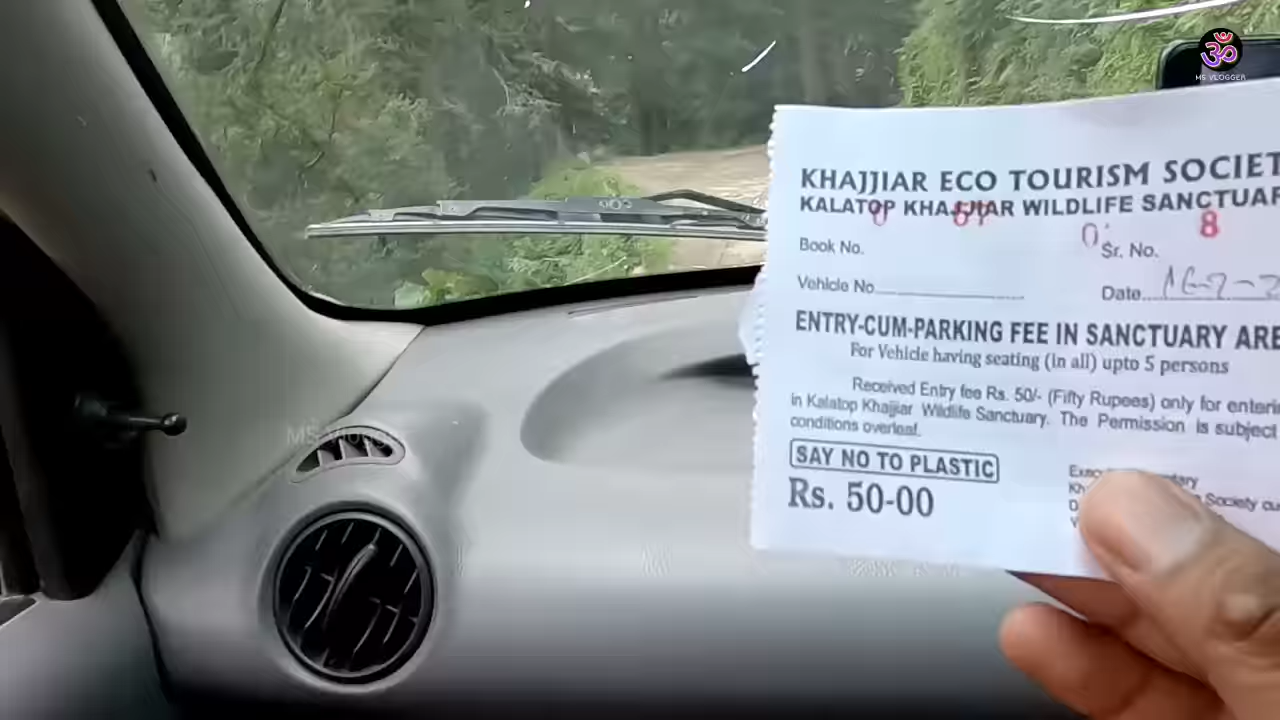 ॐ
MS VLOGGER
KHAJJIAR ECO TOURISM SOCIET
KALATOP KHAJJIAR WILDLIFE SANCTUAR
8
Book No.
Sr. No.
Vehicle No
Date
ENTRY-CUM-PARKING FEE IN SANCTUARY ARE
For Vehicle having seating (in all) upto 5 persons
Received Entry fee Rs. 50/- (Fifty Rupees) only for enterin
in Kalatop Khajjiar Wildlife Sanctuary. The Permission is subject
conditions overleaf.
SAY NO TO PLASTIC
Rs. 50-00
Society cu